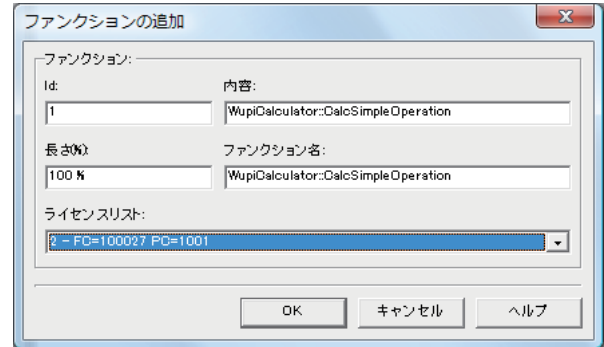 ファンクションの追加
ファンクション:
Id:
内容:
1
WupiCalculator::CalcSimpleOperation
長さ(%):
ファンクション名:
100 %
WupiCalculator::CalcSimpleOperation
ライセンスリスト:
2 - FC=100027 PC=1001
OK
キャンセル
ヘルプ